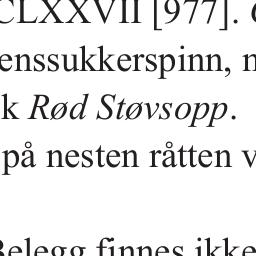 CLXXVII [977].
enssukkerspinn,
k Rød Støvsopp.
på nesten råtten v
Belegg finnes ikke